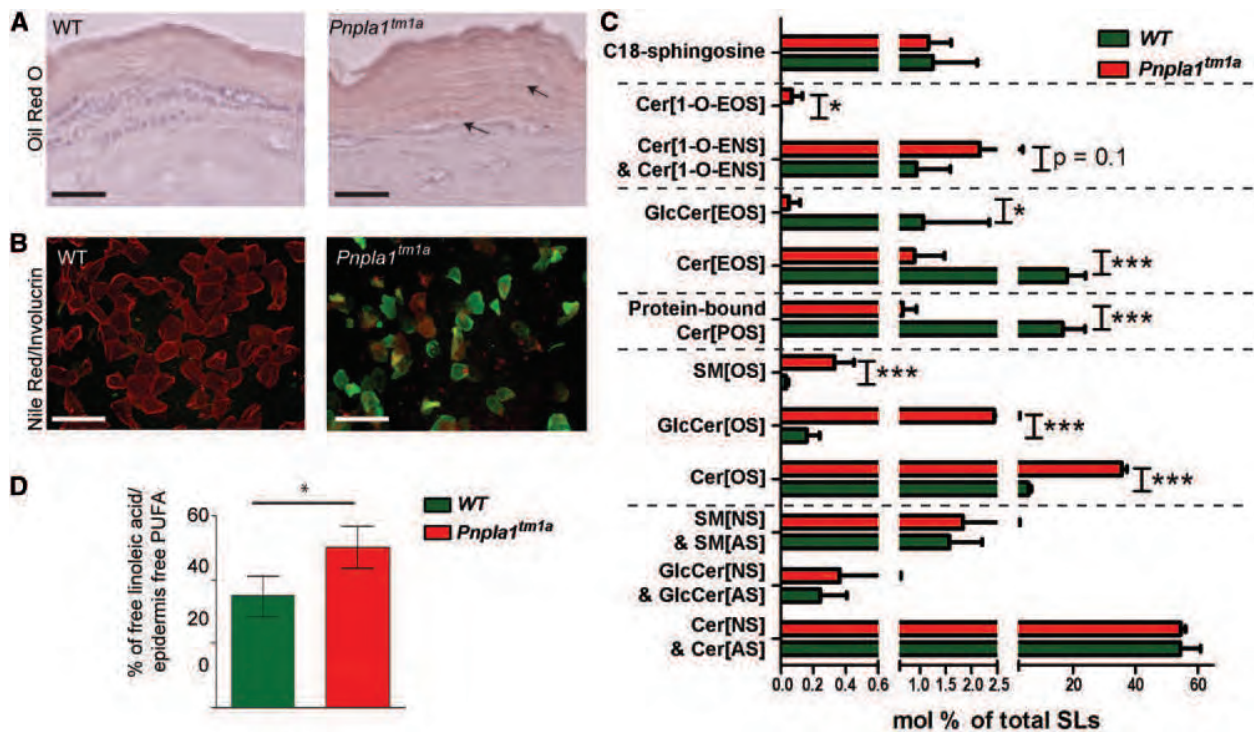 A
WT
Pnpla1tm1a
Oil Red O
B
WT
Pnpla1tm1a
Nile Red/Involucrin
C
WT
Pnpla1tm1a
C18-sphingosine
Cer[1-O-EOS]
*
Cer[1-O-ENS]
& Cer[1-O-ENS]
p = 0.1
GlcCer[EOS]
*
Cer[EOS]
***
Protein-bound
Cer[POS]
***
SM[OS]
***
GlcCer[OS]
***
Cer[OS]
***
SM[NS]
& SM[AS]
GlcCer[NS]
& GlcCer[AS]
Cer[NS]
& Cer[AS]
0.0 0.2 0.4 0.6 1.0 1.5 2.0 2.5 20 40 60
mol % of total SLs
D
*
WT
Pnpla1tm1a
% of free linoleic acid/
epidermis free PUFA
60
40
20
0